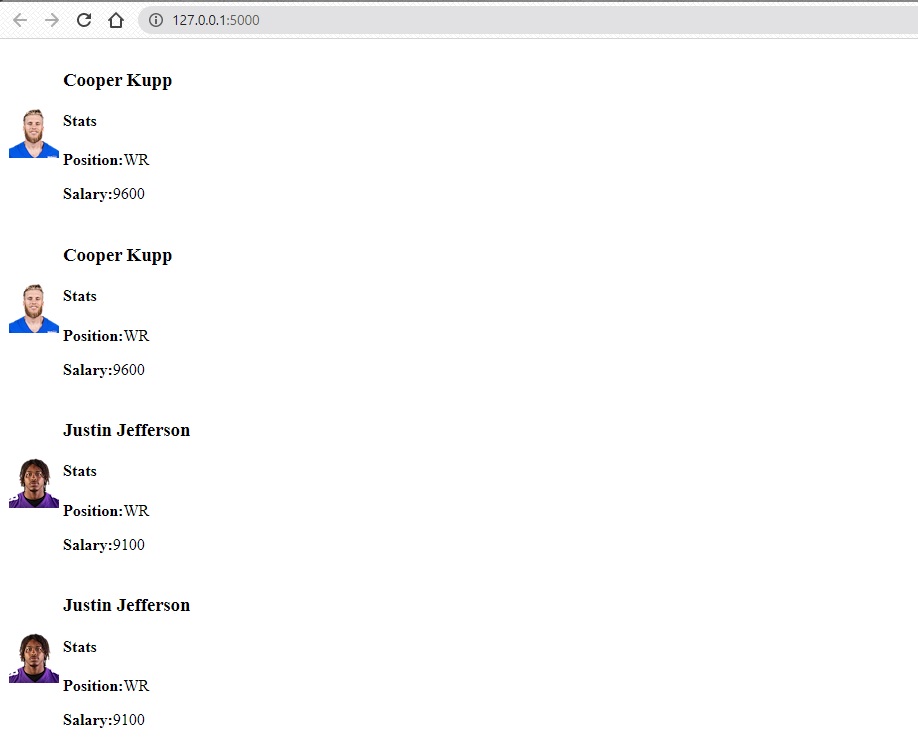 127.0.0.1:5000
Cooper Kupp
Stats
Position:WR
Salary:9600
Cooper Kupp
Stats
Position:WR
Salary:9600
Justin Jefferson
Stats
Position:WR
Salary:9100
Justin Jefferson
Stats
Position:WR
Salary:9100